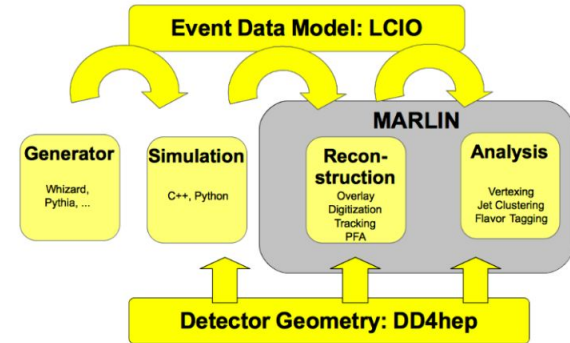 Event Data Model: LCIO
MARLIN
Generator
Whizard,
Pythia, ...
Simulation
C++, Python
Recon-
struction
Overlay
Digitization
Tracking
PFA
Analysis
Vertexing
Jet Clustering
Flavor Tagging
Detector Geometry: DD4hep